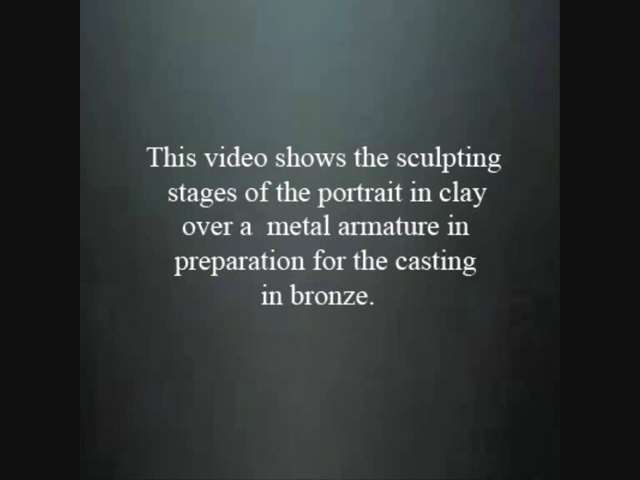 This video shows the sculpting
stages of the portrait in clay
over a metal armature in
preparation for the casting
in bronze.